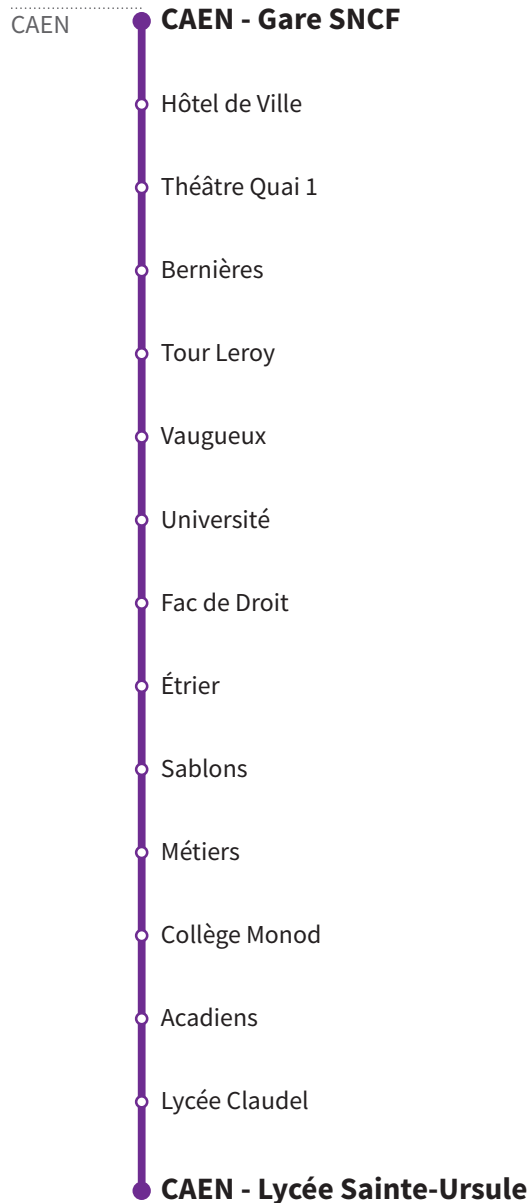 CAEN
CAEN - Gare SNCF
Hôtel de Ville
Théâtre Quai 1
Bernières
Tour Leroy
Vaugueux
Université
Fac de Droit
Étrier
Sablons
Métiers
Collège Monod
Acadiens
Lycée Claudel
CAEN - Lycée Sainte-Ursule